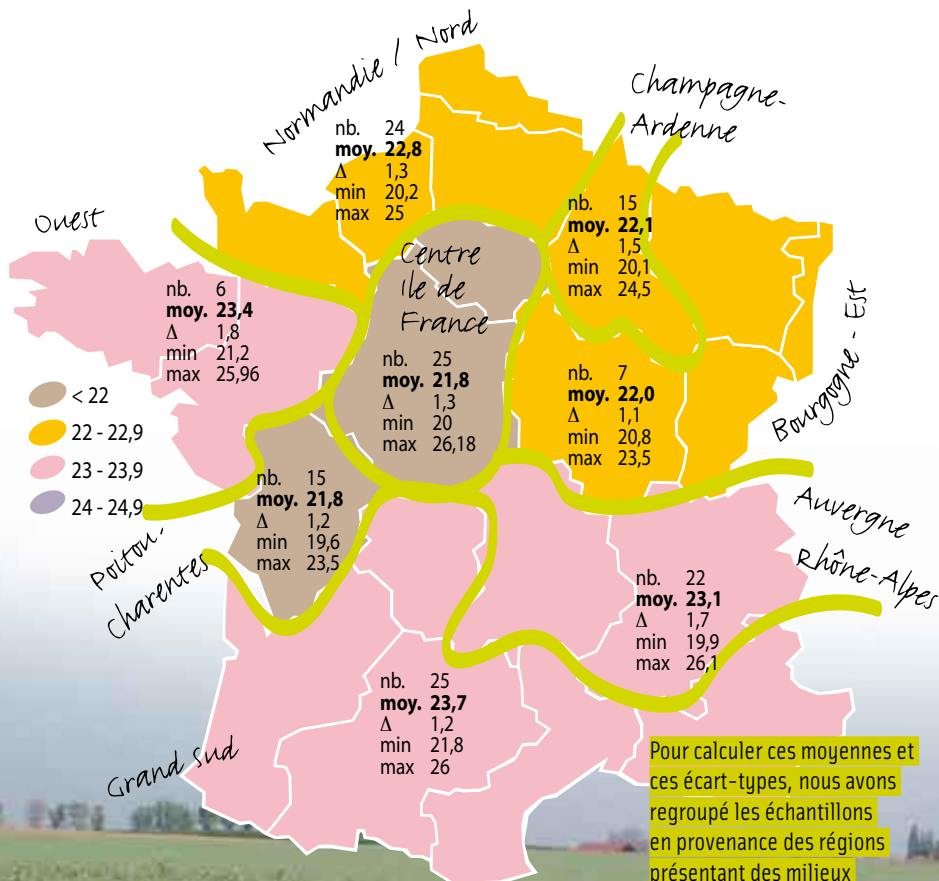 Normandie / Nord
nb. 24
moy. 22,8
Δ 1,3
min 20,2
max 25
Champagne-
Ardenne
nb. 15
moy. 22,1
Δ 1,5
min 20,1
max 24,5
Ouest
nb. 6
moy. 23,4
Δ 1,8
min 21,2
max 25,96
Centre
Ile de
France
nb. 25
moy. 21,8
Δ 1,3
min 20
max 26,18
Bourgogne - Est
nb. 7
moy. 22,0
Δ 1,1
min 20,8
max 23,5
< 22
22 - 22,9
23 - 23,9
24 - 24,9
Poitou-
Charentes
nb. 15
moy. 21,8
Δ 1,2
min 19,6
max 23,5
Auvergne
Rhône-Alpes
nb. 22
moy. 23,1
Δ 1,7
min 19,9
max 26,1
Grand Sud
nb. 25
moy. 23,7
Δ 1,2
min 21,8
max 26
Pour calculer ces moyennes et
ces écart-types, nous avons
regroupé les échantillons
en provenance des régions
présentant des milieux